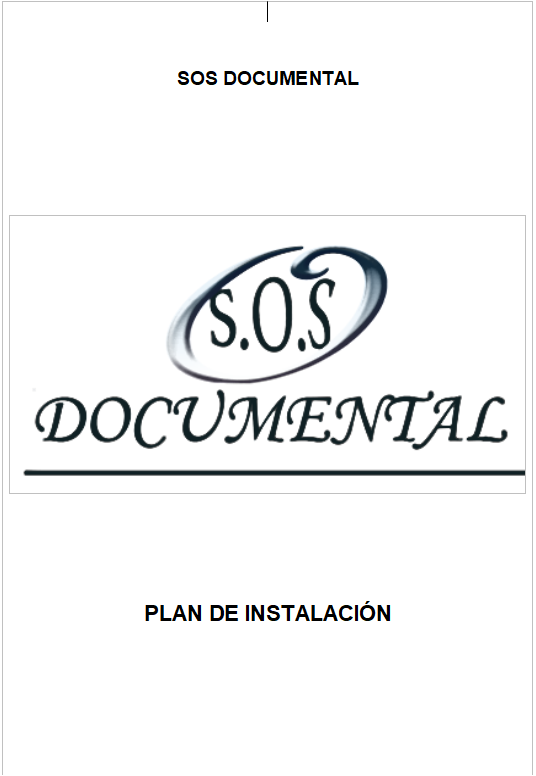 SOS DOCUMENTAL
S.O.S
DOCUMENTAL
PLAN DE INSTALACIÓN